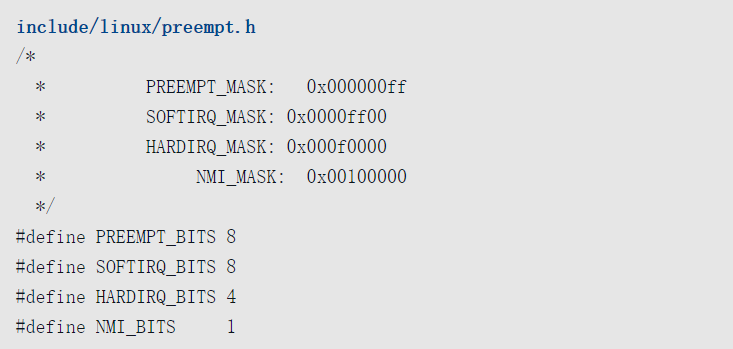 include/linux/preempt.h
/*
 *         PREEMPT_MASK:   0x000000ff
 *         SOFTIRQ_MASK: 0x0000ff00
 *         HARDIRQ_MASK: 0x000f0000
 *              NMI_MASK:  0x00100000
 */
#define PREEMPT_BITS 8
#define SOFTIRQ_BITS 8
#define HARDIRQ_BITS 4
#define NMI_BITS     1